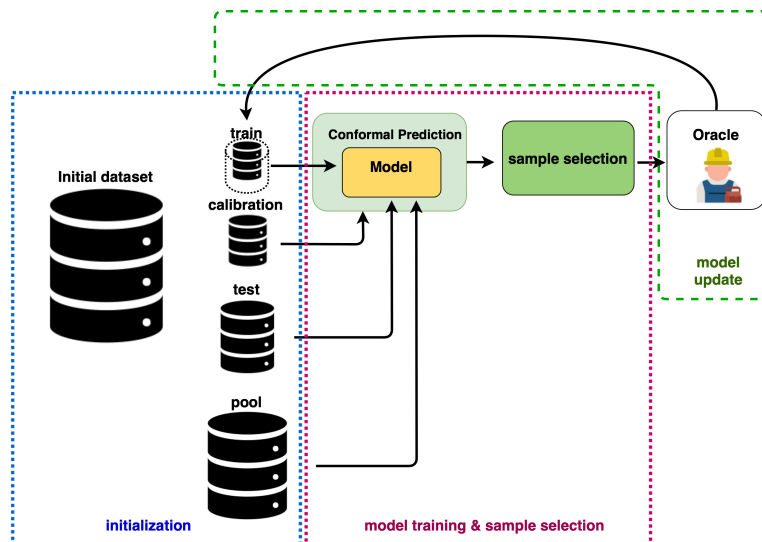 train
Initial dataset
calibration
test
pool
initialization
Conformal Prediction
Model
sample selection
model training & sample selection
Oracle
model
update